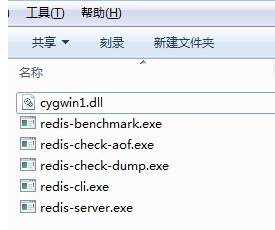 工具(T) 帮助(H)
共享 刻录 新建文件夹
名称
cygwin1.dll
redis-benchmark.exe
redis-check-aof.exe
redis-check-dump.exe
redis-cli.exe
redis-server.exe